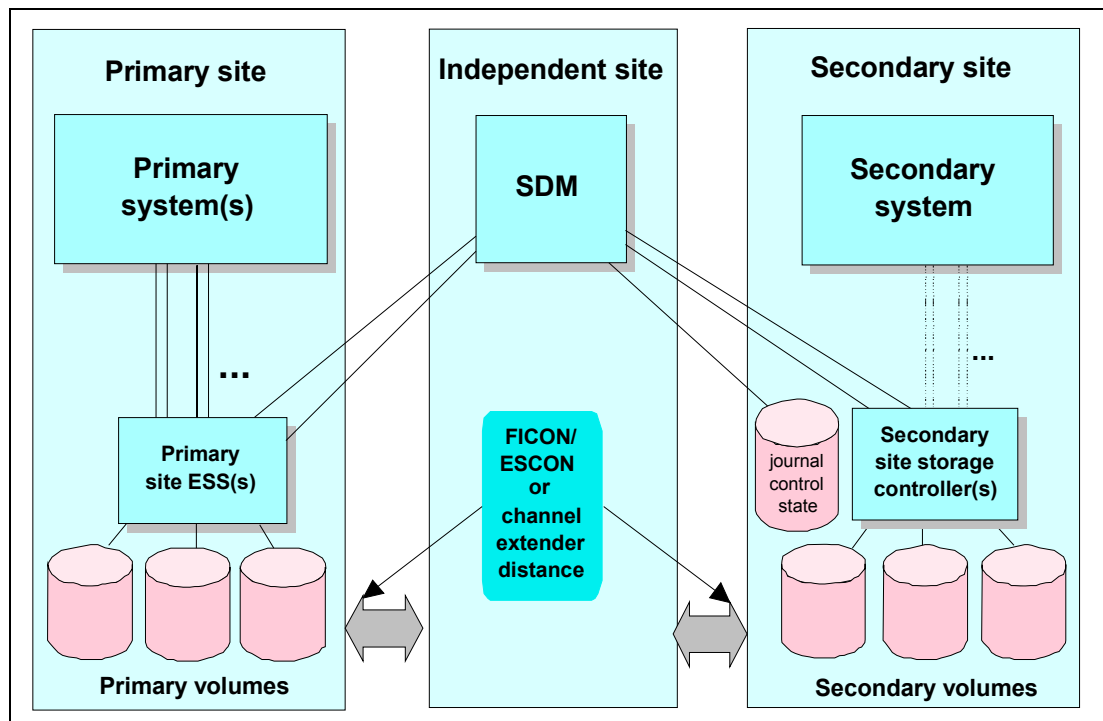 Primary site
Primary
system(s)
...
Primary
site ESS(s)
Primary volumes
Independent site
SDM
FICON/
ESCON
or
channel
extender
distance
Secondary site
Secondary
system
...
journal
control
state
Secondary
site storage
controller(s)
Secondary volumes